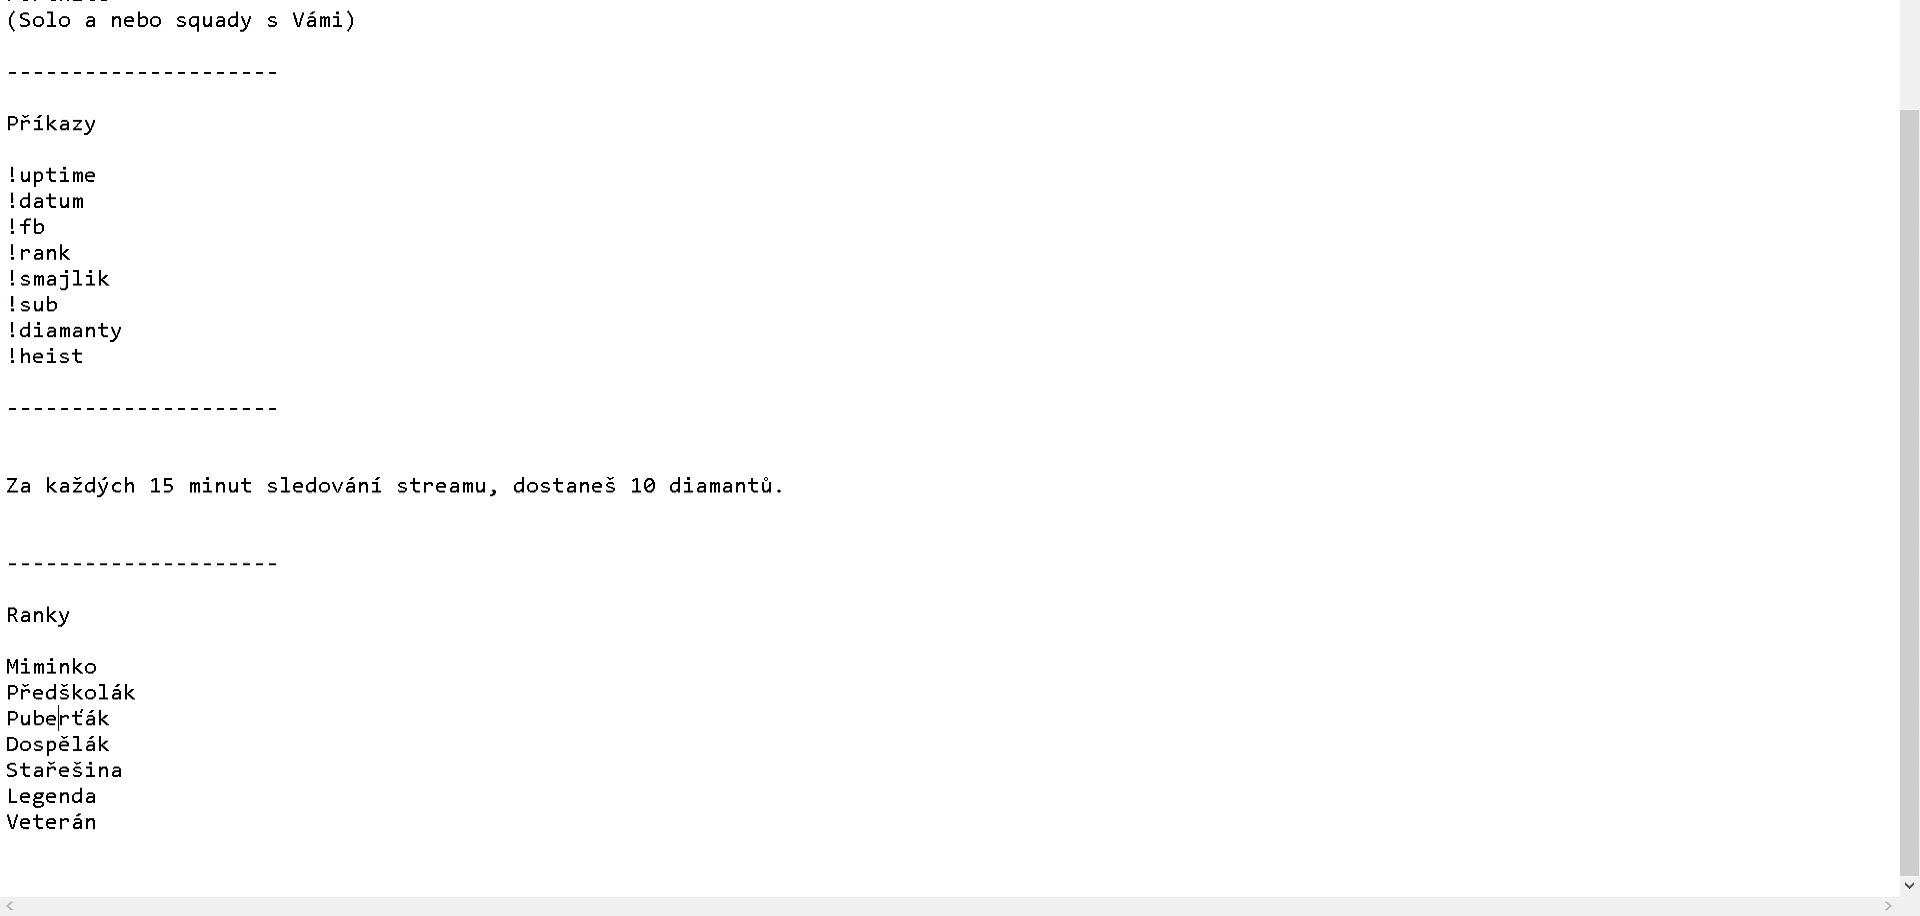 (Solo a nebo squady s Vámi)
---------------------
Příkazy
!uptime
!datum
!fb
!rank
!smajlik
!sub
!diamanty
!heist
---------------------
Za každých 15 minut sledování streamu, dostaneš 10 diamantů.
---------------------
Ranky
Miminko
Předškolák
Puberťák
Dospělák
Stařešina
Legenda
Veterán